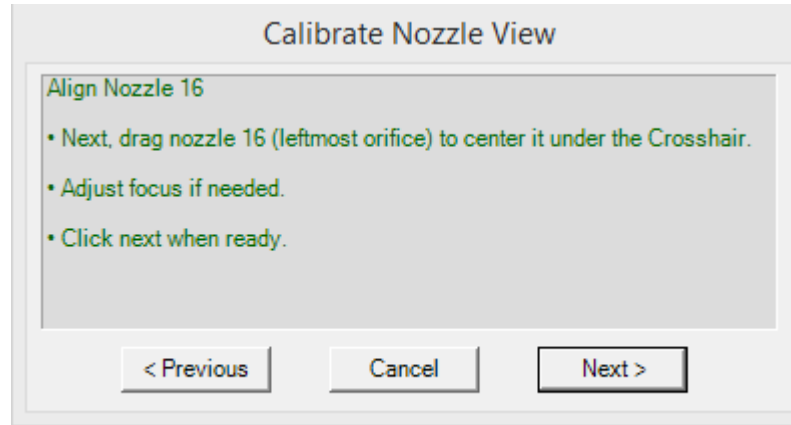 Calibrate Nozzle View
Align Nozzle 16
• Next, drag nozzle 16 (leftmost orifice) to center it under the Crosshair.
• Adjust focus if needed.
• Click next when ready.
< Previous
Cancel
Next >